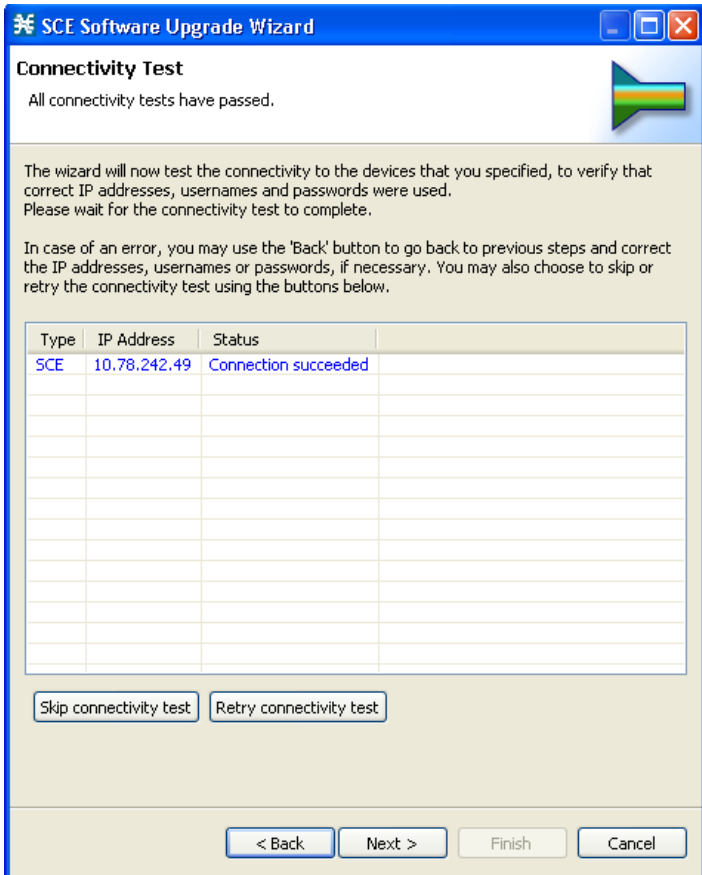 SCE Software Upgrade Wizard
Connectivity Test
All connectivity tests have passed.
The wizard will now test the connectivity to the devices that you specified, to verify that
correct IP addresses, usernames and passwords were used.
Please wait for the connectivity test to complete.
In case of an error, you may use the 'Back' button to go back to previous steps and correct
the IP addresses, usernames or passwords, if necessary. You may also choose to skip or
retry the connectivity test using the buttons below.
Type IP Address Status
SCE 10.78.242.49 Connection succeeded
Skip connectivity test Retry connectivity test
< Back Next > Finish Cancel